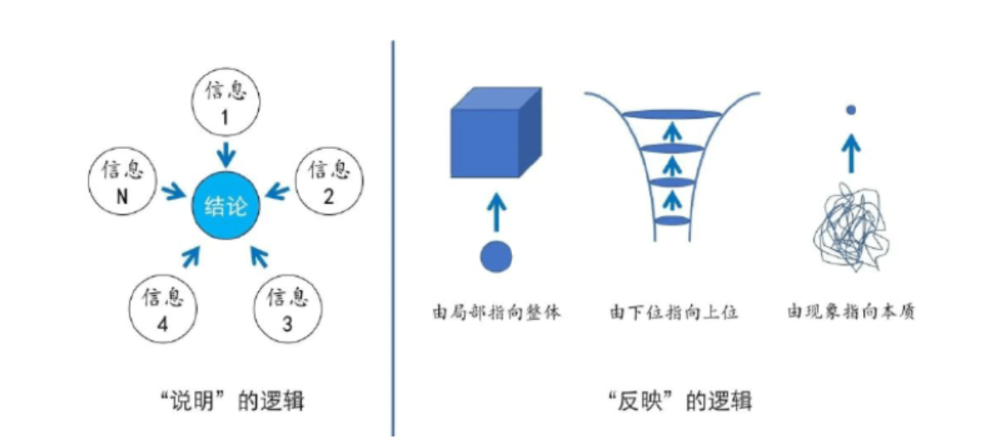 信息
1
信息
N
信息
2
结论
信息
4
信息
3
由局部指向整体
由下位指向上位
由现象指向本质
“说明”的逻辑
“反映”的逻辑